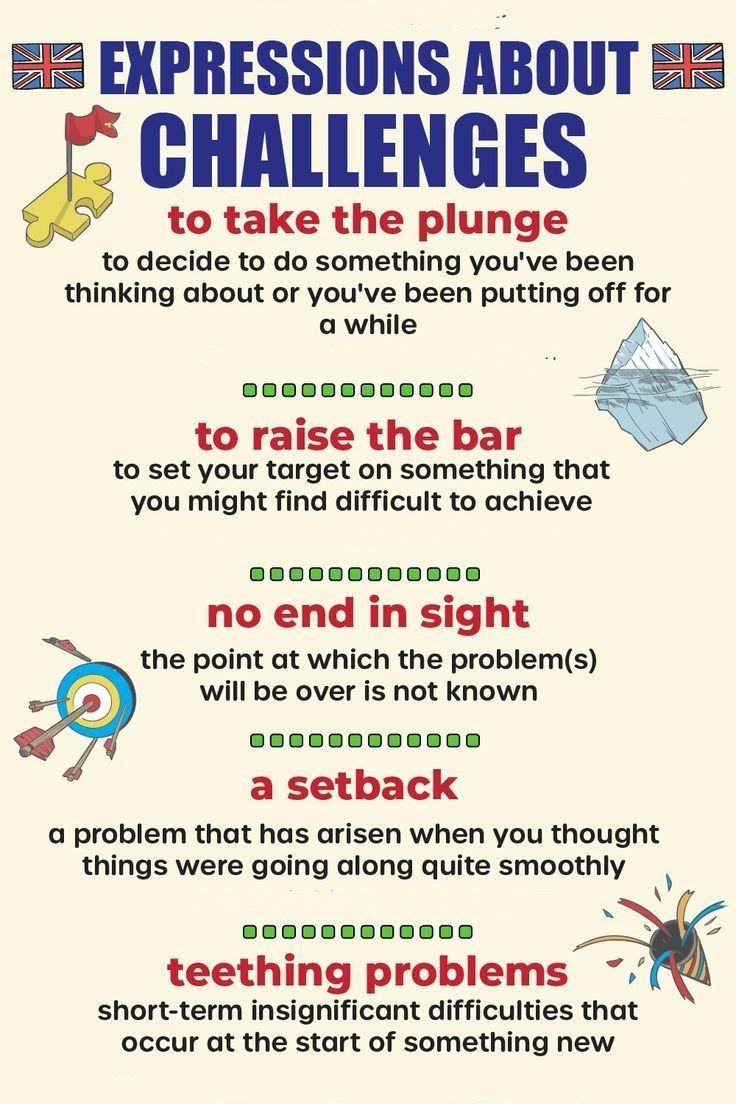 EXPRESSIONS ABOUT
CHALLENGES
to take the plunge
to decide to do something you've been
thinking about or you've been putting off for
a while
to raise the bar
to set your target on something that
you might find difficult to achieve
no end in sight
the point at which the problem(s)
will be over is not known
a setback
a problem that has arisen when you thought
things were going along quite smoothly
teething problems
short-term insignificant difficulties that
occur at the start of something new